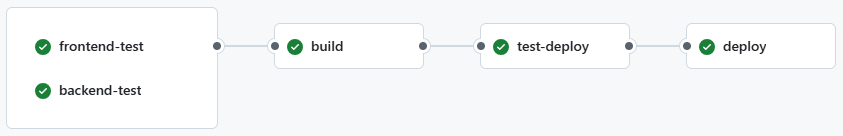 frontend-test
backend-test
build
test-deploy
deploy